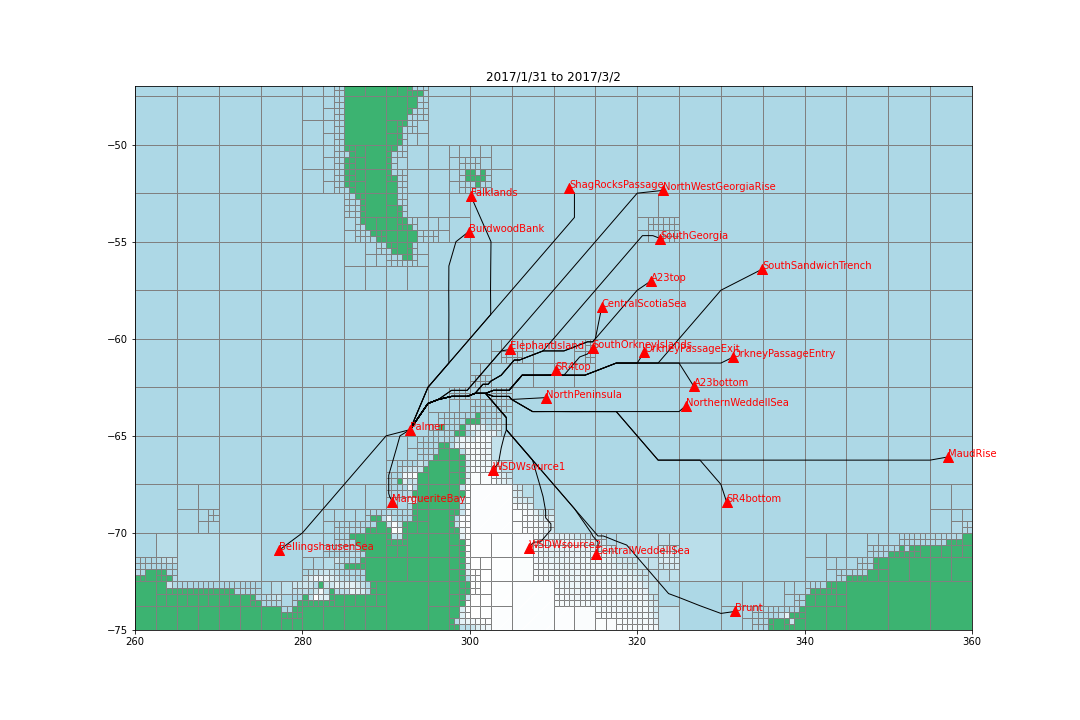 2017/1/31 to 2017/3/2
−50
−55
−60
−65
−70
−75
260
280
300
320
340
360
Falklands
ShagRocksPassage
NorthWestGeorgiaRise
BurdwoodBank
SouthGeorgia
SouthSandwichTrench
A23top
CentralScotiaSea
ElephantIsland
SouthOrkneyIslands
OrkneyPassageExit
OrkneyPassageEntry
SR4top
A23bottom
NorthPeninsula
NorthernWeddellSea
Palmer
MaudRise
WSDWsource1
MargueriteBay
SR4bottom
BellingshausenSea
WSDWsource2
CentralWeddellSea
Brunt